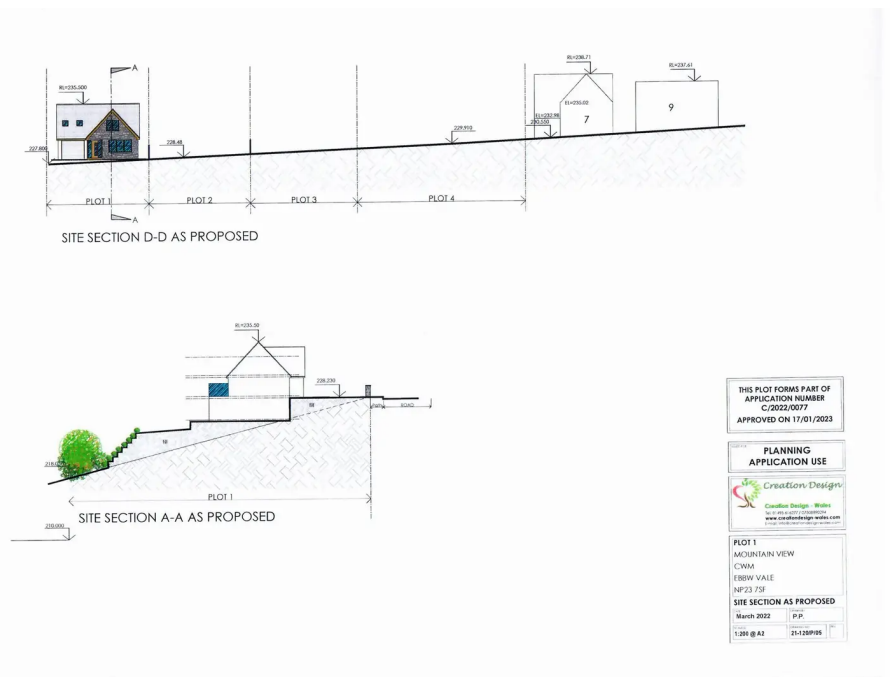 A
RL=235.500
227.800
228.48
229.910
RL=238.71
EL=235.02
EL=232.98
230.550
7
RL=237.61
9
PLOT 1
PLOT 2
PLOT 3
PLOT 4
A
SITE SECTION D-D AS PROPOSED
RL=235.50
228.230
fill
fill
ROAD
PLOT 1
SITE SECTION A-A AS PROPOSED
210.000
THIS PLOT FORMS PART OF
APPLICATION NUMBER
C/2022/0077
APPROVED ON 17/01/2023
PLANNING
APPLICATION USE
Creation Design
Creation Design - Wales
www.creationdesign-wales.com
PLOT 1
MOUNTAIN VIEW
CWM
EBBW VALE
NP23 7SF
SITE SECTION AS PROPOSED
March 2022
P.P.
1:200 @ A2
21-120/P/05